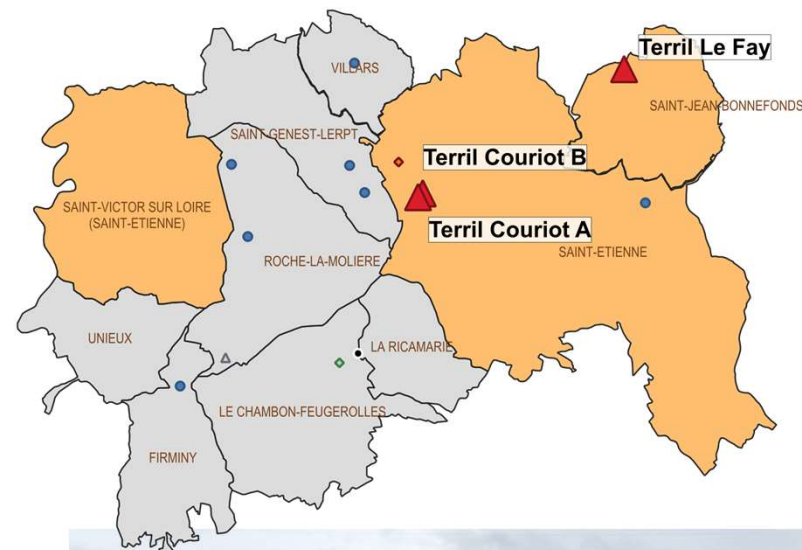 Terril Le Fay
VILLARS
SAINT-JEAN-BONNEFONDS
SAINT-GENEST-LERPT
Terril Couriot B
SAINT-VICTOR SUR LOIRE
(SAINT-ETIENNE)
Terril Couriot A
SAINT-ETIENNE
ROCHE-LA-MOLIERE
UNIEUX
LA RICAMARIE
LE CHAMBON-FEUGEROLLES
FIRMINY